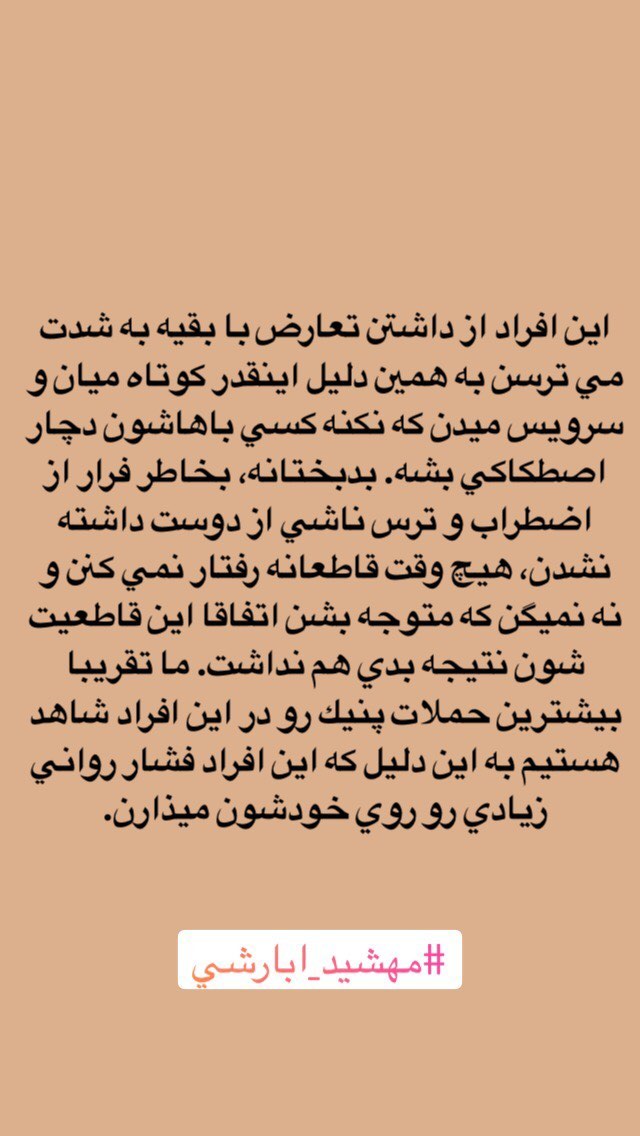 اين افراد از داشتن تعارض با بقيه به شدت
مي ترسن به همين دليل اينقدر كوتاه ميان و
سرويس ميدن كه نكنه كسي باهاشون دچار
اصطكاكي بشه. بدبختانه، بخاطر فرار از
اضطراب و ترس ناشي از دوست داشته
نشدن، هيچ وقت قاطعانه رفتار نمي كنن و
نه نميگن كه متوجه بشن اتفاقا اين قاطعيت
شون نتيجه بدي هم نداشت. ما تقريبا
بيشترين حملات پنيك رو در اين افراد شاهد
هستيم به اين دليل كه اين افراد فشار رواني
زيادي رو روي خودشون ميذارن.
#مهشيد_ابارشي